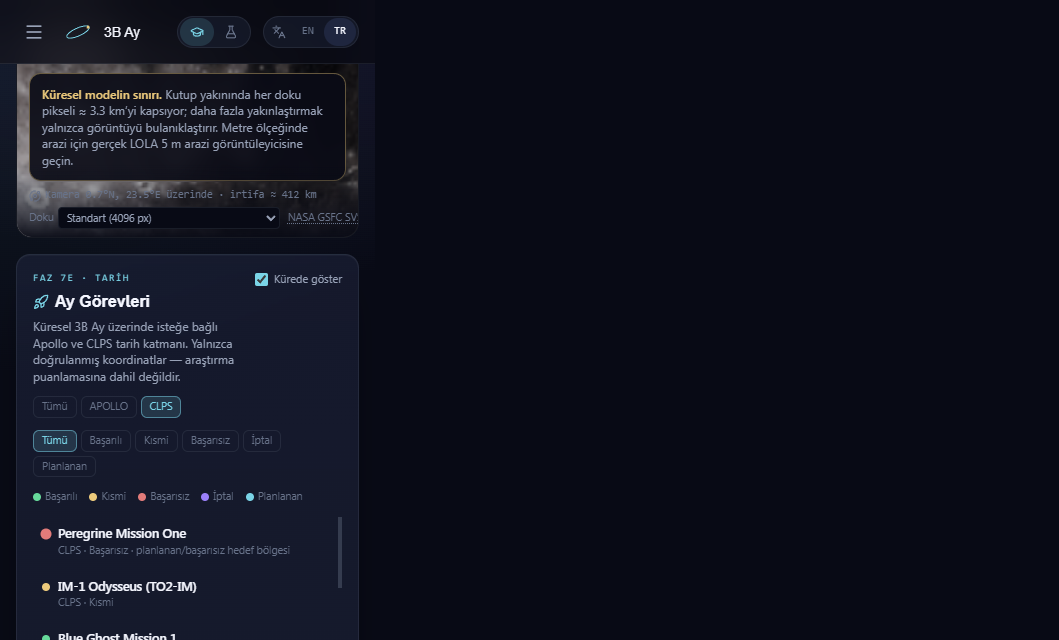 3B Ay
EN
TR
Küresel modelin sınırı. Kutup yakınında her doku
pikseli ≈ 3.3 km'yi kapsıyor; daha fazla yakınlaştırmak
yalnızca görüntüyü bulanıklaştırır. Metre ölçeğinde
arazi için gerçek LOLA 5 m arazi görüntüleyicisine
geçin.
N, 23.5°E üzerinde · irtifa ≈ 412 km
Doku
Standart (4096 px)
NASA GSFC SV
FAZ 7E · TARİH
Kürede göster
Ay Görevleri
Küresel 3B Ay üzerinde isteğe bağlı
Apollo ve CLPS tarih katmanı. Yalnızca
doğrulanmış koordinatlar — araştırma
puanlamasına dahil değildir.
Tümü APOLLO CLPS
Tümü Başarılı Kısmi Başarısız İptal
Planlanan
Başarılı Kısmi Başarısız İptal Planlanan
Peregrine Mission One
CLPS · Başarısız · planlanan/başarısız hedef bölgesi
IM-1 Odysseus (TO2-IM)
CLPS · Kısmi
Blue Ghost Mission 1